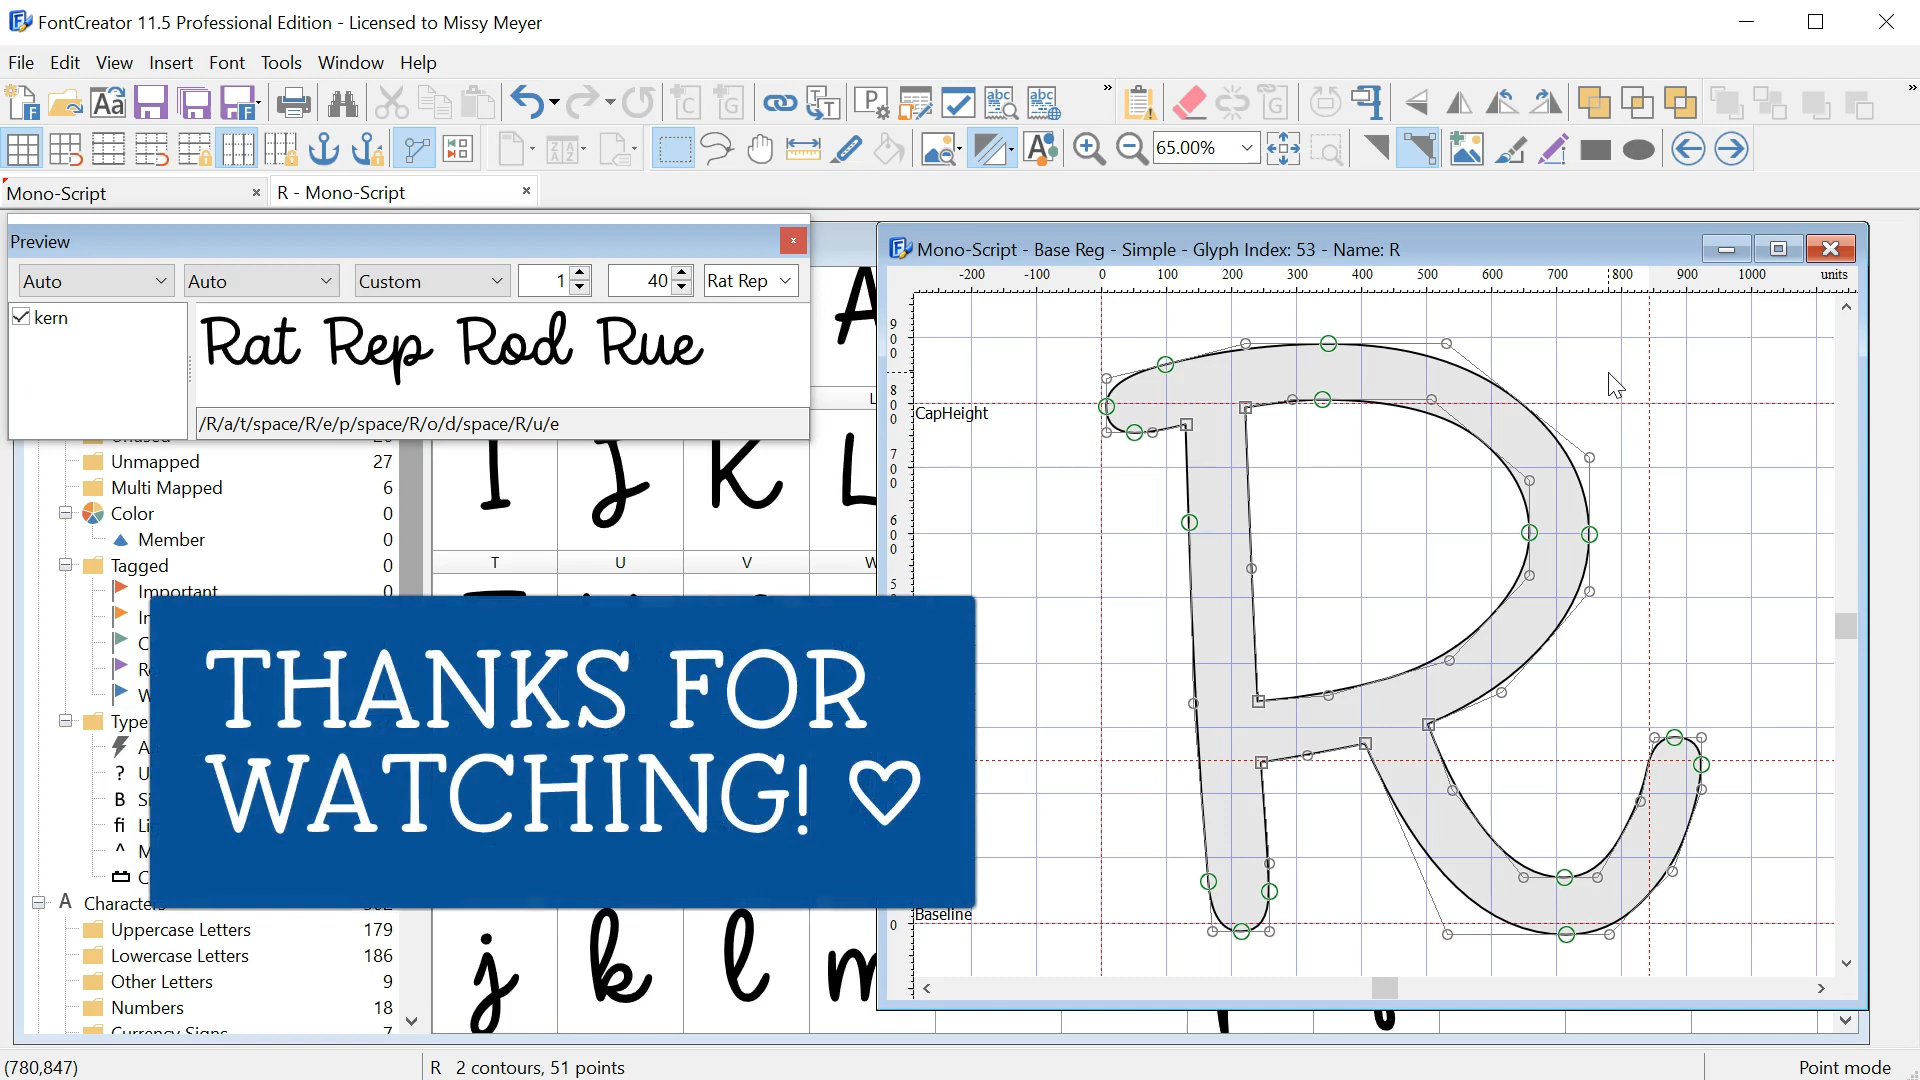 FontCreator 11.5 Professional Edition - Licensed to Missy Meyer
File Edit View Insert Font Tools Window Help
65.00%
Mono-Script
R - Mono-Script
Preview
Auto Auto Custom 1 40 Rat Rep
kern
Rat Rep Rod Rue
/R/a/t/space/R/e/p/space/R/o/d/space/R/u/e
Unmapped 27
Multi Mapped 6
Color 0
Member 0
Tagged 0
Important 0
Type
Characters
Uppercase Letters 179
Lowercase Letters 186
Other Letters 9
Numbers 18
Currency Signs 7
A
I J K L
T U V W
j k l m
THANKS FOR
WATCHING! ♡
Mono-Script - Base Reg - Simple - Glyph Index: 53 - Name: R
-200 -100 0 100 200 300 400 500 600 700 800 900 1000 units
CapHeight
Baseline
(780,847)
R 2 contours, 51 points
Point mode